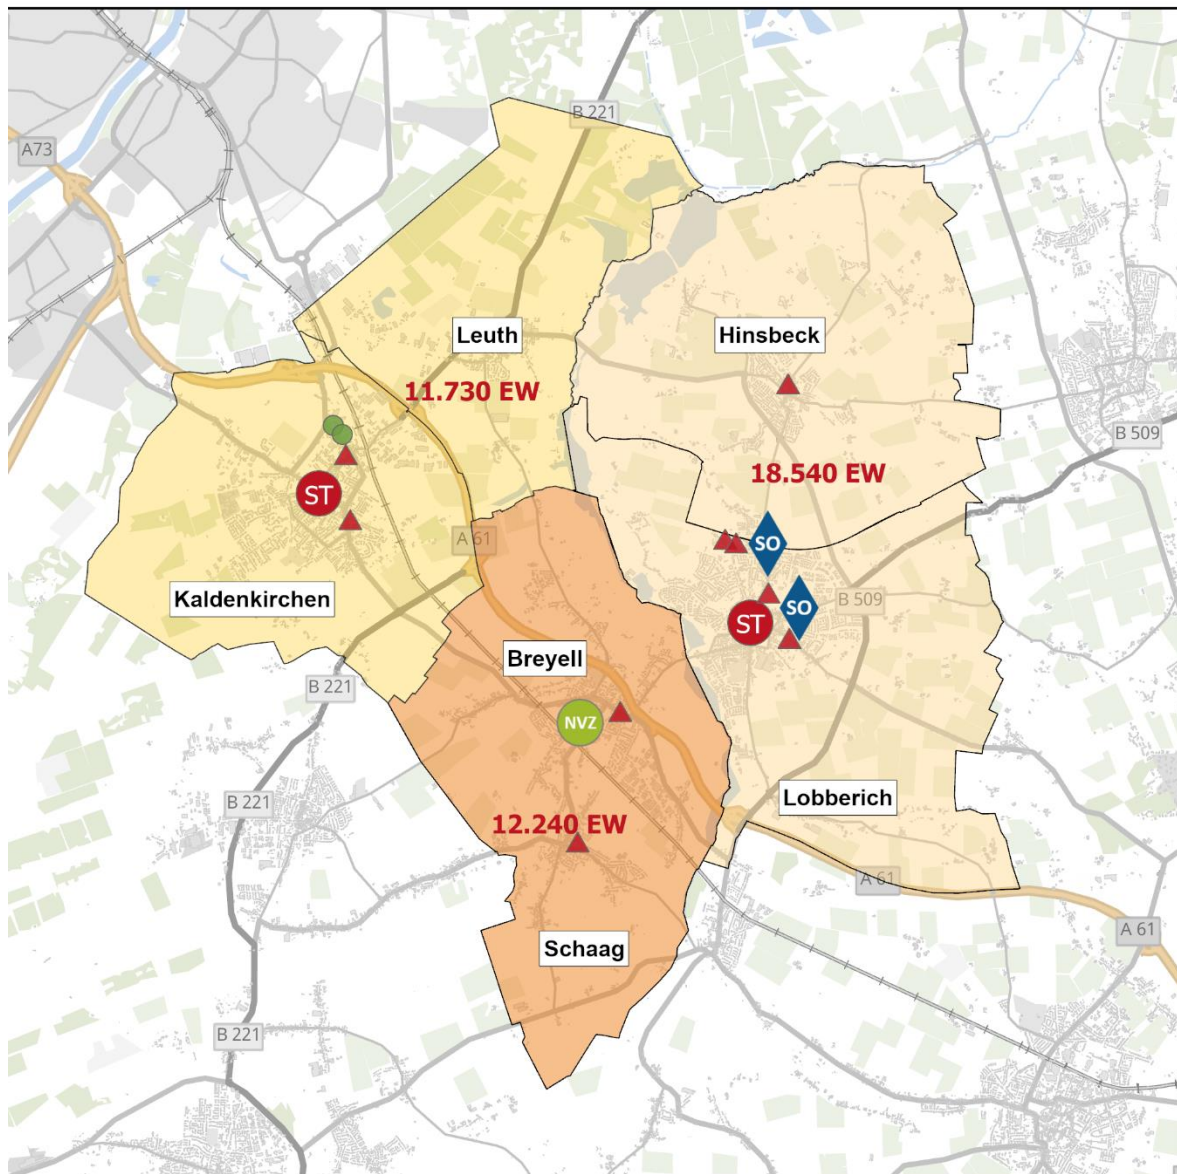 B 221
A73
Leuth
Hinsbeck
11.730 EW
B 509
18.540 EW
ST
A 61
SO
Kaldenkirchen
SO
B 509
ST
Breyell
B 221
NVZ
Lobberich
B 221
12.240 EW
A 61
A 61
Schaag
B 221